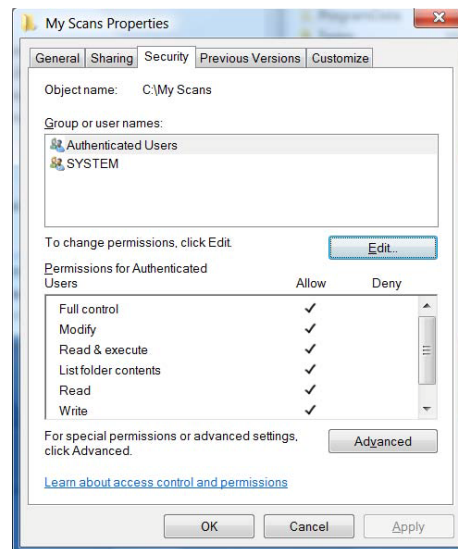 My Scans Properties
General Sharing Security Previous Versions Customize
Object name: C:\My Scans
Group or user names:
Authenticated Users
SYSTEM
To change permissions, click Edit.
Edit...
Permissions for Authenticated
Users Allow Deny
Full control
Modify
Read & execute
List folder contents
Read
Write
For special permissions or advanced settings,
click Advanced.
Advanced
Learn about access control and permissions
OK Cancel Apply